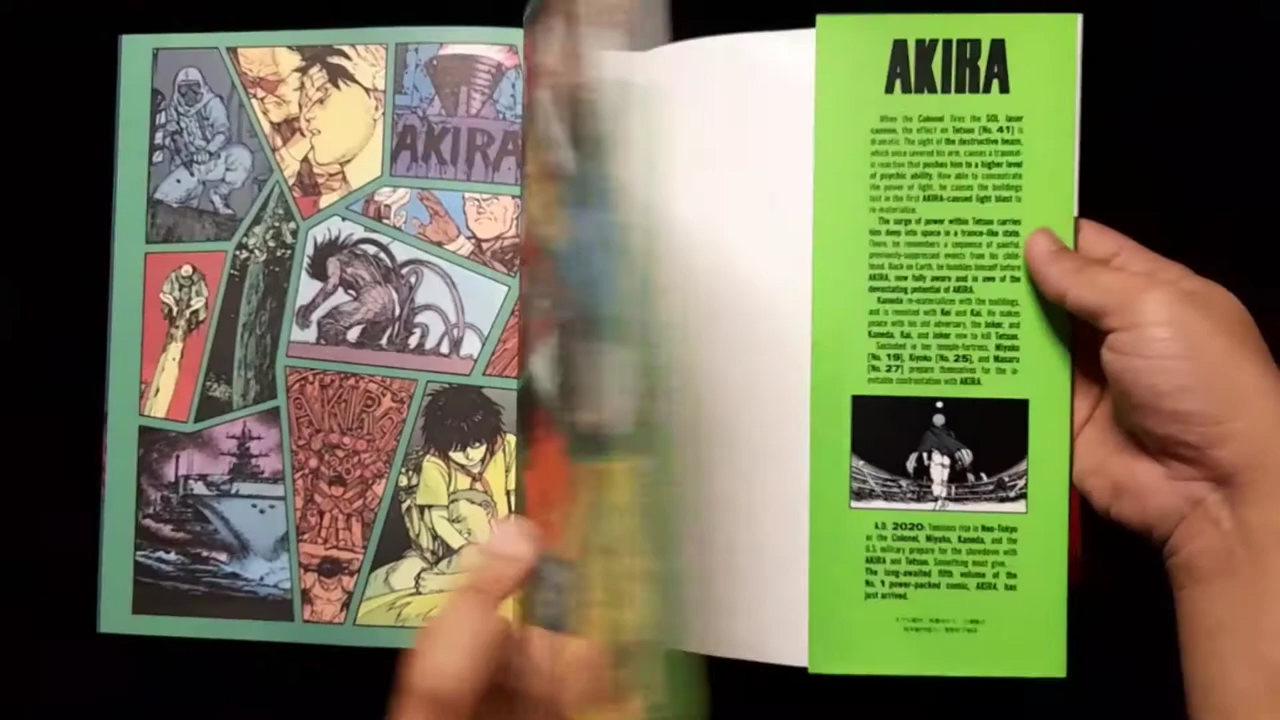 AKIRA
AKIRA
AKIRA
When the Colonel fires the SOL laser
cannon, the effect on Tetsuo [No. 41] is
dramatic. The sight of the destructive beam,
which once severed his arm, causes a traumat-
ic reaction that pushes him to a higher level
of psychic ability. Now able to concentrate
the power of light, he causes the buildings
lost in the first AKIRA-caused light blast to
re-materialize.
The surge of power within Tetsuo carries
him deep into space in a trance-like state.
There, he remembers a sequence of painful,
previously-suppressed events from his child-
hood. Back on Earth, he humbles himself before
AKIRA, now fully aware and in awe of the
devastating potential of AKIRA.
Kaneda re-materializes with the buildings,
and is reunited with Kei and Kai. He makes
peace with his old adversary, the Joker, and
Kaneda, Kai, and Joker vow to kill Tetsuo.
Secluded in her temple-fortress, Miyako
[No. 19], Kiyoko [No. 25], and Masaru
[No. 27] prepare themselves for the in-
evitable confrontation with AKIRA.
A.D. 2020: Tensions rise in Neo-Tokyo
as the Colonel, Miyako, Kaneda, and the
U.S. military prepare for the showdown with
AKIRA and Tetsuo. Something must give...
The long-awaited fifth volume of the
No. 1 power-packed comic, AKIRA, has
just arrived.